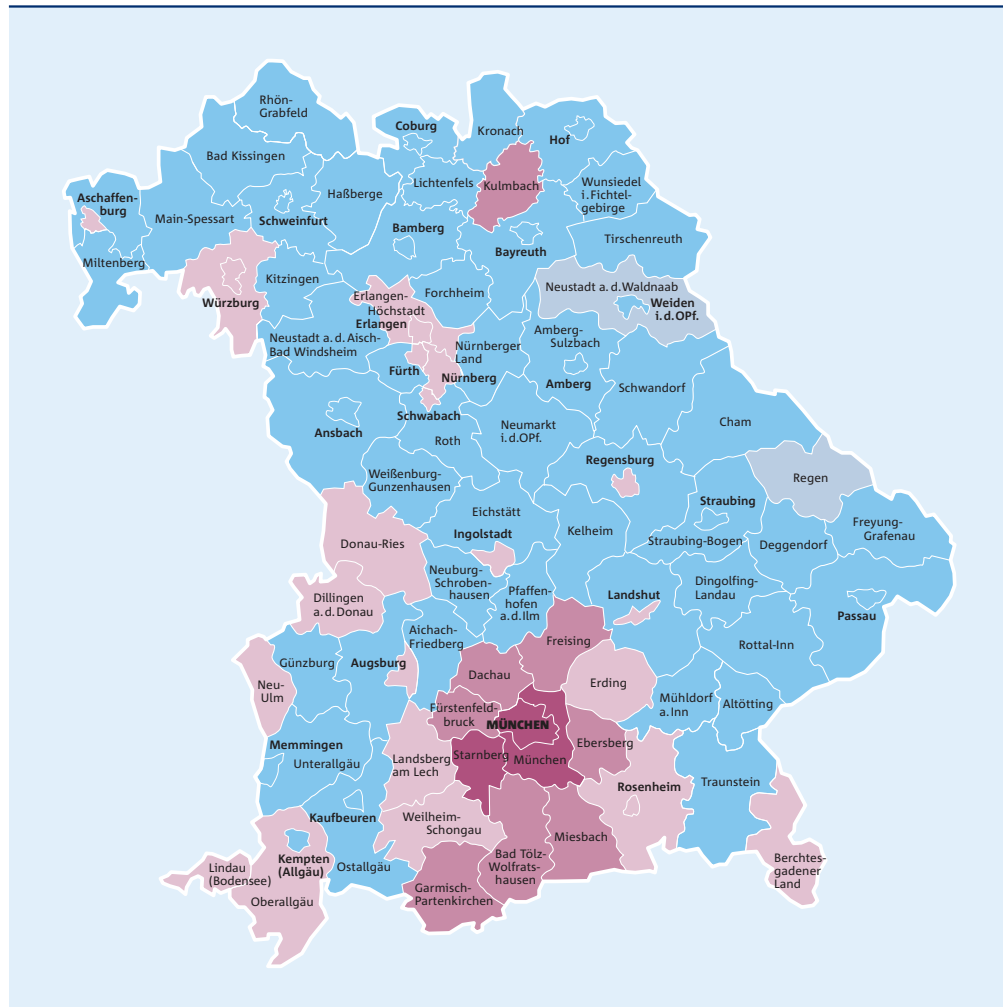 Rhön-
Grabfeld
Coburg
Kronach
Hof
Bad Kissingen
Lichtenfels
Kulmbach
Wunsiedel
i. Fichtel-
gebirge
Aschaffen-
burg
Main-Spessart
Schweinfurt
Haßberge
Bamberg
Bayreuth
Tirschenreuth
Miltenberg
Würzburg
Kitzingen
Erlangen-
Höchstadt
Erlangen
Forchheim
Neustadt a. d. Waldnaab
Weiden
i. d. OPf.
Neustadt a. d. Aisch-
Bad Windsheim
Fürth
Nürnberg
Nürnberger
Land
Amberg-
Sulzbach
Amberg
Schwandorf
Ansbach
Schwabach
Roth
Neumarkt
i. d. OPf.
Cham
Weißenburg-
Gunzenhausen
Regensburg
Regen
Straubing
Eichstätt
Ingolstadt
Kelheim
Straubing-Bogen
Deggendorf
Freyung-
Grafenau
Donau-Ries
Neuburg-
Schroben-
hausen
Pfaffen-
hofen
a. d. Ilm
Landshut
Dingolfing-
Landau
Passau
Dillingen
a. d. Donau
Aichach-
Friedberg
Freising
Rottal-Inn
Günzburg
Augsburg
Dachau
Erding
Neu-
Ulm
Mühldorf
a. Inn
Altötting
Fürstenfeld-
bruck
MÜNCHEN
Ebersberg
Memmingen
Unterallgäu
Landsberg
am Lech
Starnberg
München
Rosenheim
Traunstein
Kaufbeuren
Weilheim-
Schongau
Miesbach
Kempten
(Allgäu)
Ostallgäu
Bad Tölz-
Wolfrats-
hausen
Berchtes-
gadener
Land
Lindau
(Bodensee)
Oberallgäu
Garmisch-
Partenkirchen